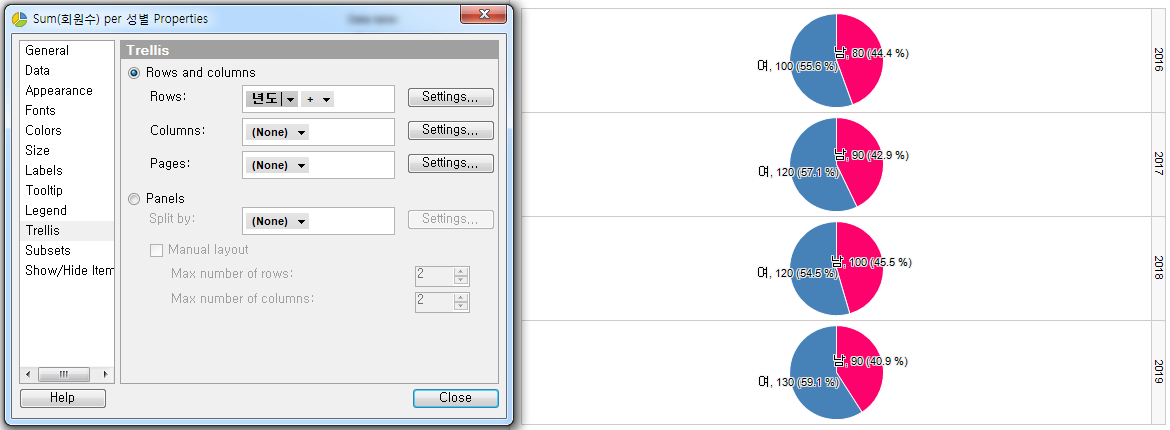 Sum(회원수) per 성별 Properties
General
Data
Appearance
Fonts
Colors
Size
Labels
Tooltip
Legend
Trellis
Subsets
Show/Hide Item
Help
Trellis
Rows and columns
Rows: 년도 + Settings...
Columns: (None) Settings...
Pages: (None) Settings...
Panels
Split by: (None) Settings...
Manual layout
Max number of rows: 2
Max number of columns: 2
Close
여, 100 (55.6 %) 남, 80 (44.4 %) 2016
여, 120 (57.1 %) 남, 90 (42.9 %) 2017
여, 120 (54.5 %) 남, 100 (45.5 %) 2018
여, 130 (59.1 %) 남, 90 (40.9 %) 2019